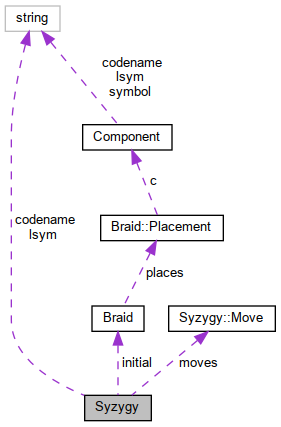 string
codename
lsym
symbol
Component
c
Braid::Placement
codename
lsym
places
Braid
Syzygy::Move
initial
moves
Syzygy